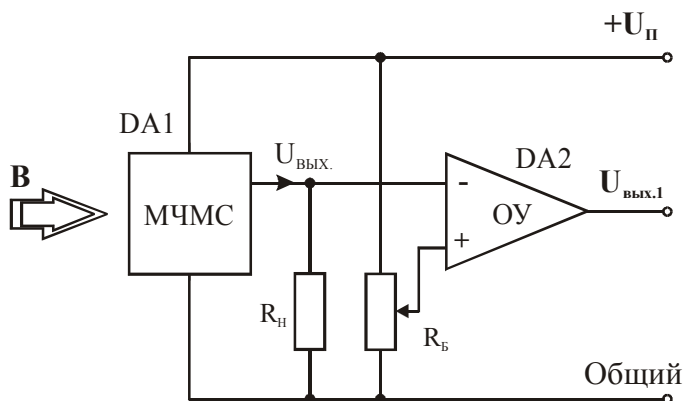 +Uп
DA1
B
Uвых.
DA2
МЧМС
-
ОУ
Uвых.1
+
Rн
RБ
Общий